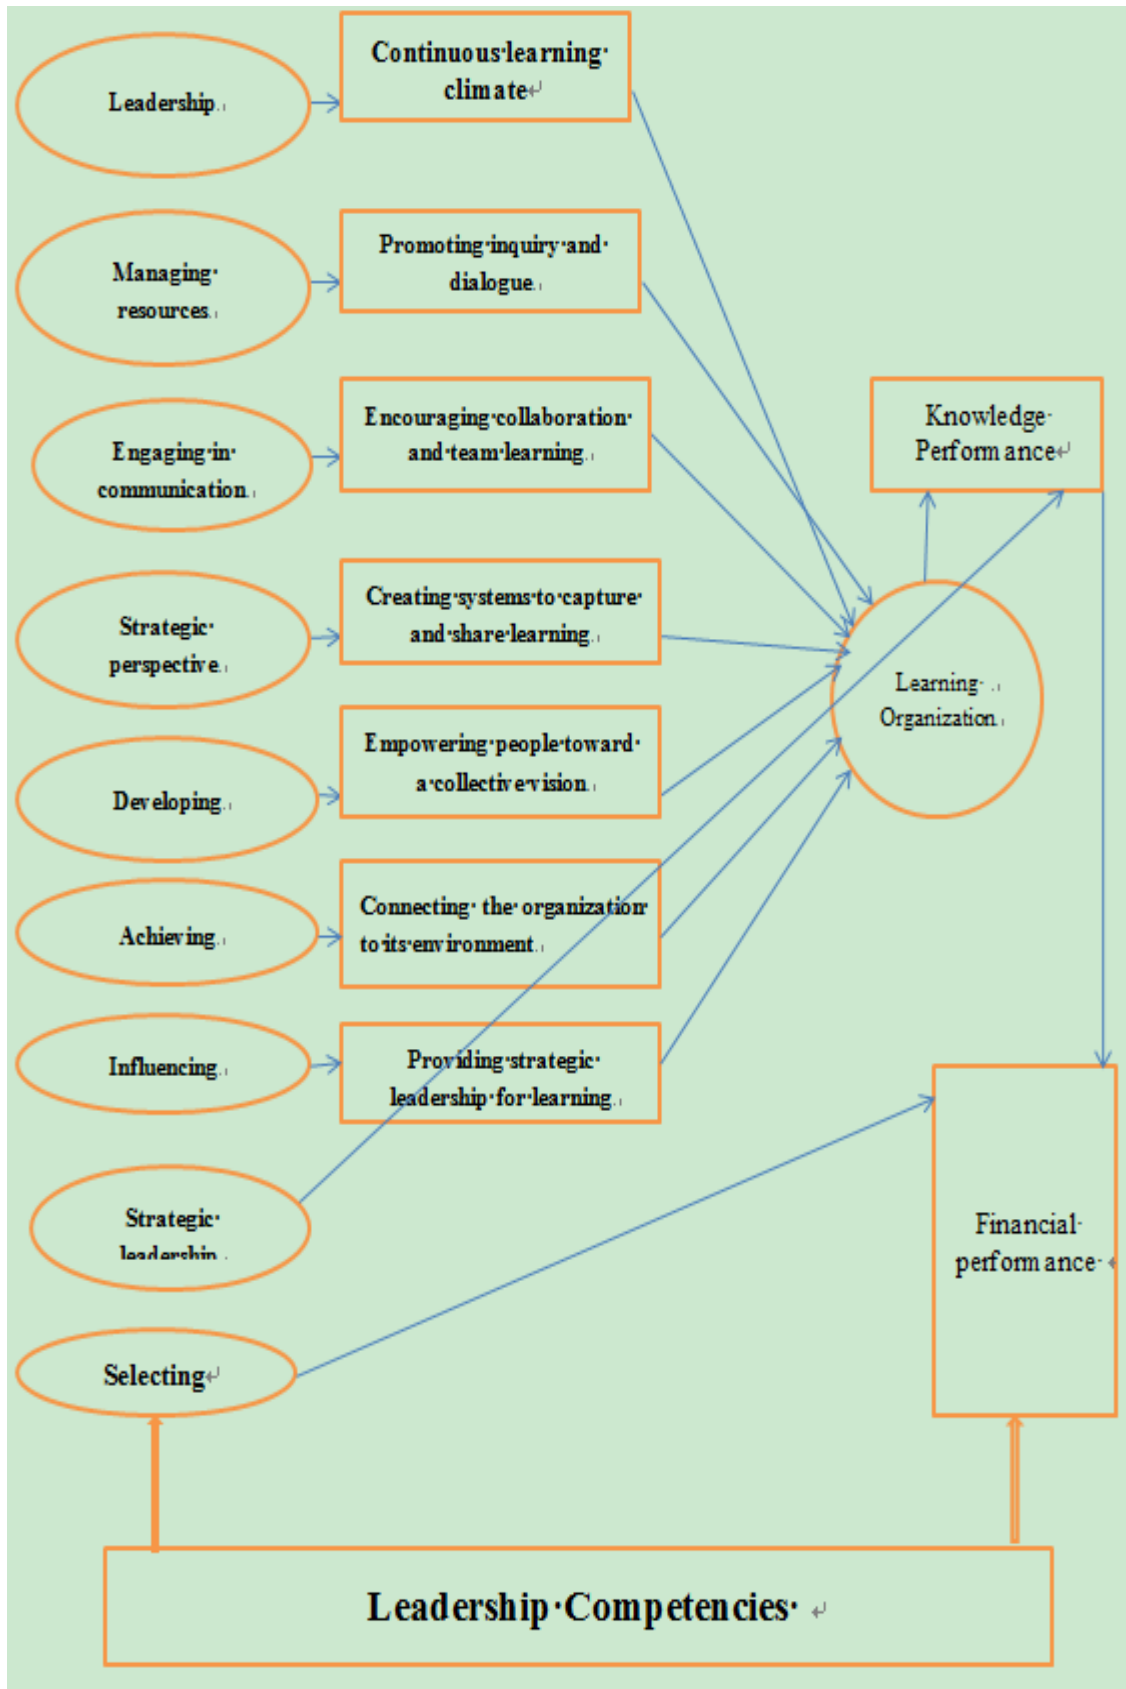 Leadership
Continuous·learning·
climate↵
Managing·
resources
Promoting·inquiry and·
dialogue
Engaging·in·
communication
Encouraging·collaboration·
and·team·learning
Knowledge·
Performance↵
Strategic·
perspective
Creating·systems·to·capture·
and·share·learning
Learning·
Organization
Developing
Empowering·people·toward·
a·collective·vision
Achieving
Connecting· the·organization·
to·its·environment
Influencing
Providing·strategic·
leadership·for·learning
Strategic·
leadership
Financial·
performance·
Selecting↵
Leadership·Competencies· ↵